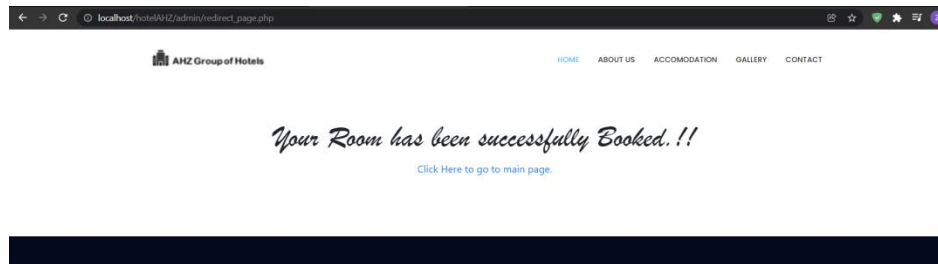 localhost/hotelAHZ/admin/redirect_page.php
AHZ Group of Hotels
HOME ABOUT US ACCOMODATION GALLERY CONTACT
Your Room has been successfully Booked.!!
Click Here to go to main page.